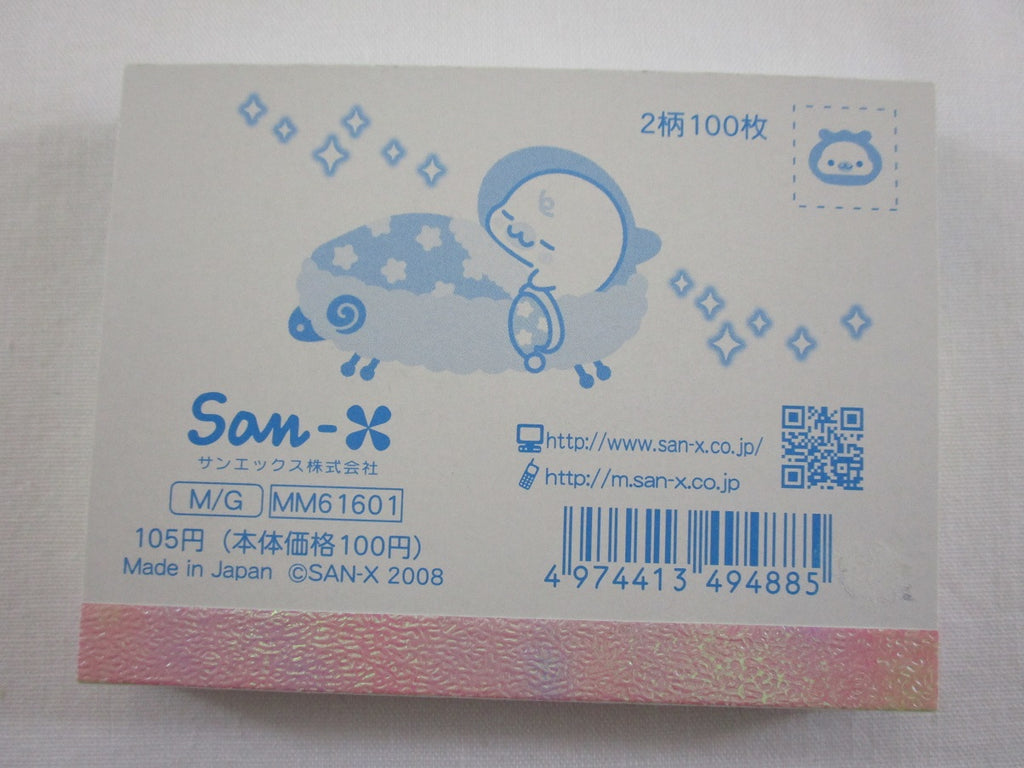 2柄100枚
San-X
サンエックス株式会社
M/G MM61601
105円 (本体価格100円)
Made in Japan ©SAN-X 2008
http://www.san-x.co.jp/
http://m.san-x.co.jp
4 974413 494885